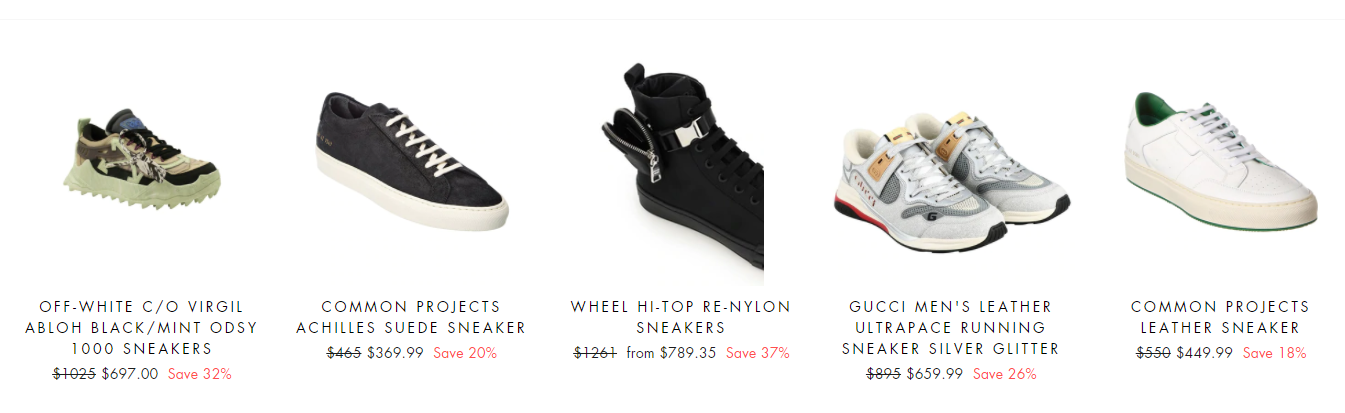 OFF-WHITE C/O VIRGIL
ABLOH BLACK/MINT ODSY
1000 SNEAKERS
$1025 $697.00 Save 32%
COMMON PROJECTS
ACHILLES SUEDE SNEAKER
$465 $369.99 Save 20%
WHEEL HI-TOP RE-NYLON
SNEAKERS
$1261 from $789.35 Save 37%
GUCCI MEN'S LEATHER
ULTRAPACE RUNNING
SNEAKER SILVER GLITTER
$895 $659.99 Save 26%
COMMON PROJECTS
LEATHER SNEAKER
$550 $449.99 Save 18%